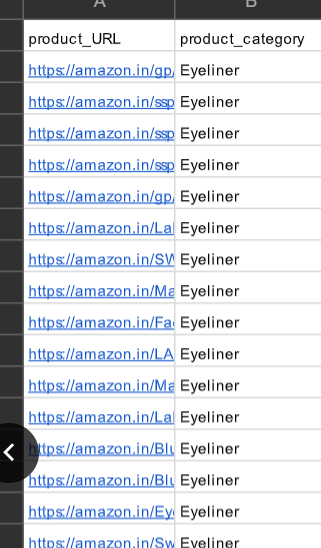 A B
product_URL product_category
https://amazon.in/gp/ Eyeliner
https://amazon.in/ssp Eyeliner
https://amazon.in/ssp Eyeliner
https://amazon.in/ssp Eyeliner
https://amazon.in/gp/ Eyeliner
https://amazon.in/Lal Eyeliner
https://amazon.in/SW Eyeliner
https://amazon.in/Ma Eyeliner
https://amazon.in/Fac Eyeliner
https://amazon.in/LA Eyeliner
https://amazon.in/Ma Eyeliner
https://amazon.in/Lal Eyeliner
https://amazon.in/Blu Eyeliner
https://amazon.in/Blu Eyeliner
https://amazon.in/Eye Eyeliner
https://amazon.in/Sw Eyeliner